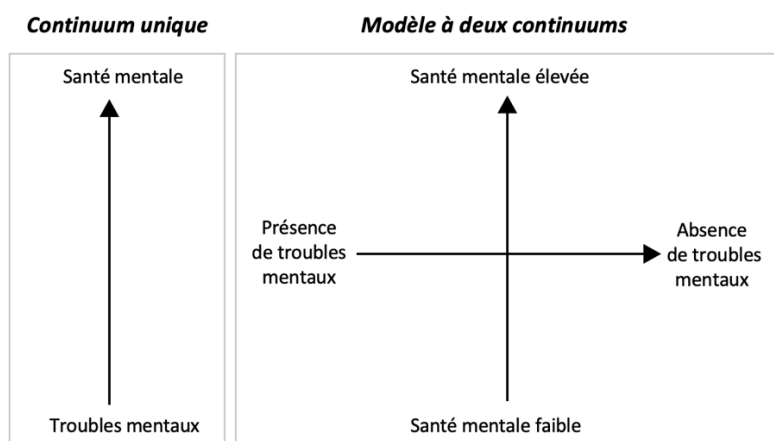 Continuum unique
Modèle à deux continuums
Santé mentale
Troubles mentaux
Santé mentale élevée
Présence
de troubles
mentaux
Absence
de troubles
mentaux
Santé mentale faible